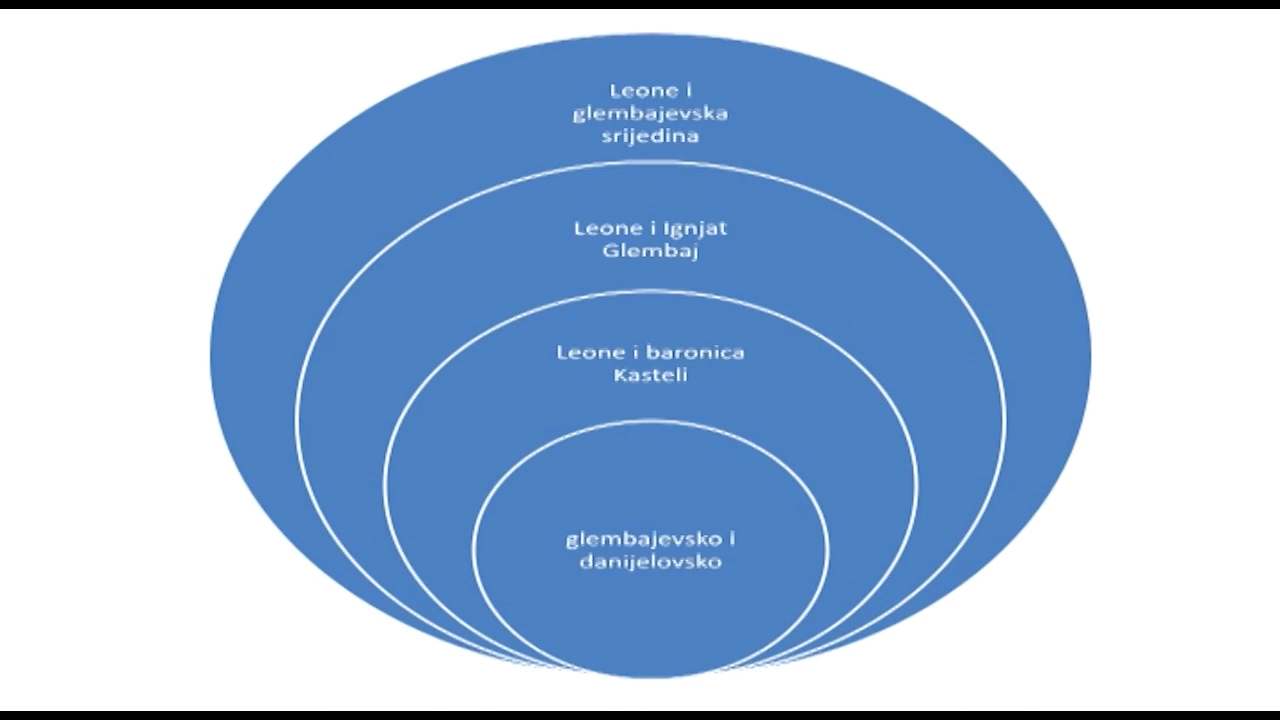 Leone i
glembajevska
srijedina
Leone i Ignjat
Glembaj
Leone i baronica
Kasteli
glembajevsko i
danijelovsko